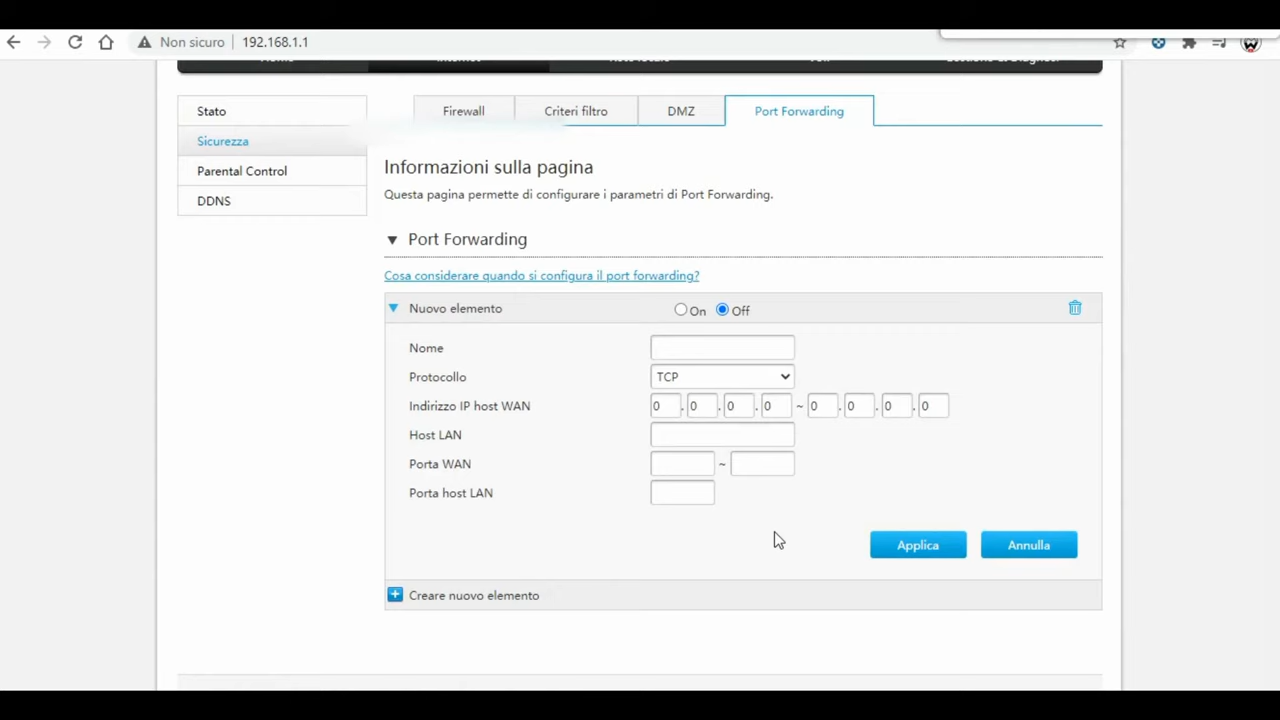 Non sicuro | 192.168.1.1
Stato
Sicurezza
Parental Control
DDNS
Firewall
Criteri filtro
DMZ
Port Forwarding
Informazioni sulla pagina
Questa pagina permette di configurare i parametri di Port Forwarding.
Port Forwarding
Cosa considerare quando si configura il port forwarding?
Nuovo elemento On Off
Nome
Protocollo TCP
Indirizzo IP host WAN 0 . 0 . 0 . 0 ~ 0 . 0 . 0 . 0
Host LAN
Porta WAN ~
Porta host LAN
Applica Annulla
Creare nuovo elemento